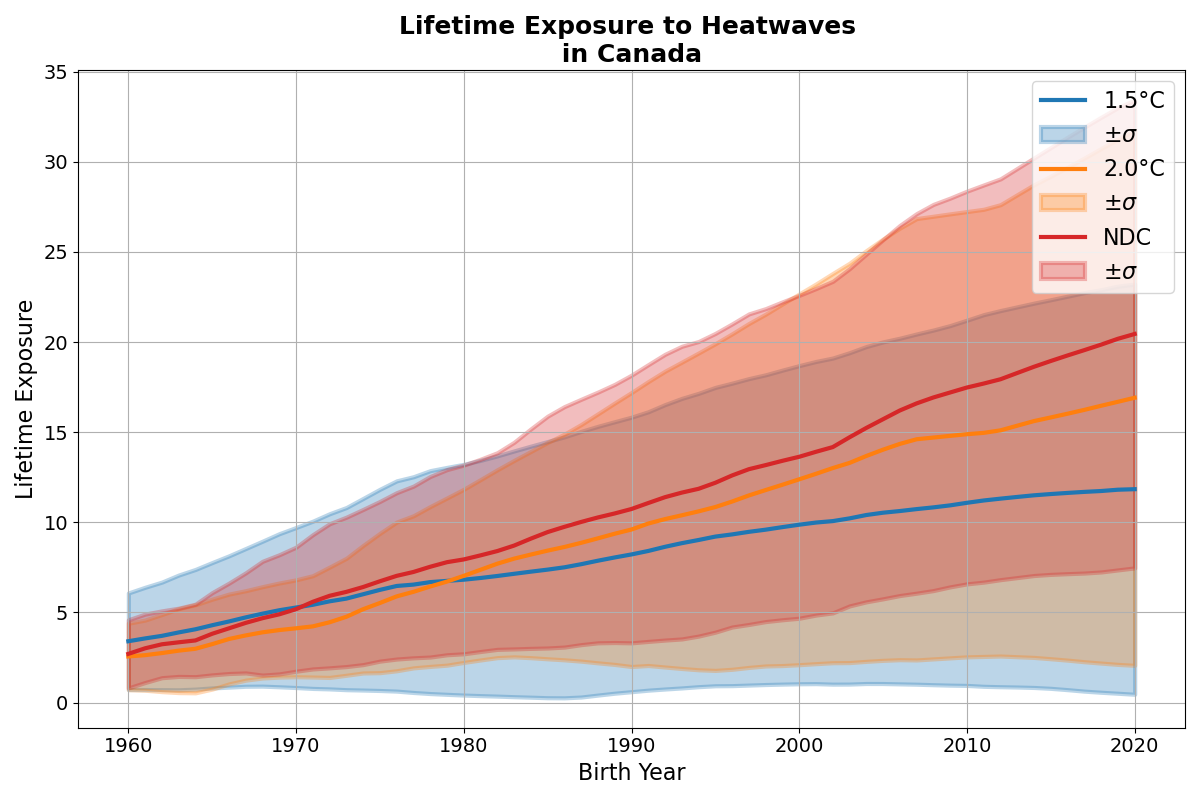 Lifetime Exposure to Heatwaves
in Canada
Lifetime Exposure
35
30
25
20
15
10
5
0
1.5°C
±σ
2.0°C
±σ
NDC
±σ
1960 1970 1980 1990 2000 2010 2020
Birth Year